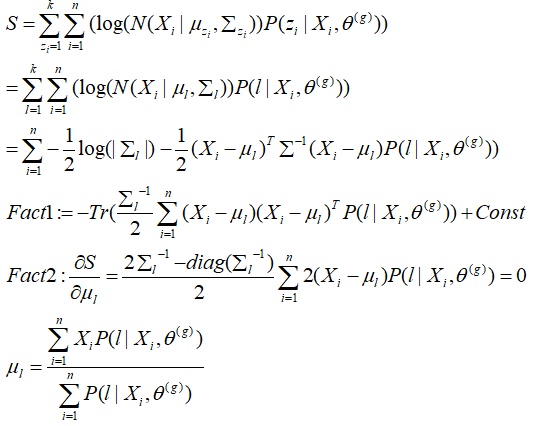 S = \sum_{z_i=1}^{k} \sum_{i=1}^{n} (\log(N(X_i | \mu_{z_i}, \Sigma_{z_i})) P(z_i | X_i, \theta^{(g)}))
= \sum_{l=1}^{k} \sum_{i=1}^{n} (\log(N(X_i | \mu_l, \Sigma_l)) P(l | X_i, \theta^{(g)}))
= \sum_{i=1}^{n} -\frac{1}{2} \log(| \Sigma_l |) - \frac{1}{2} (X_i - \mu_l)^T \Sigma^{-1} (X_i - \mu_l) P(l | X_i, \theta^{(g)}))
Fact1 := -Tr(\frac{\Sigma_l^{-1}}{2} \sum_{i=1}^{n} (X_i - \mu_l)(X_i - \mu_l)^T P(l | X_i, \theta^{(g)})) + Const
Fact2 : \frac{\partial S}{\partial \mu_l} = \frac{2 \Sigma_l^{-1} - diag(\Sigma_l^{-1})}{2} \sum_{i=1}^{n} 2(X_i - \mu_l) P(l | X_i, \theta^{(g)}) = 0
\mu_l = \frac{\sum_{i=1}^{n} X_i P(l | X_i, \theta^{(g)})}{\sum_{i=1}^{n} P(l | X_i, \theta^{(g)})}